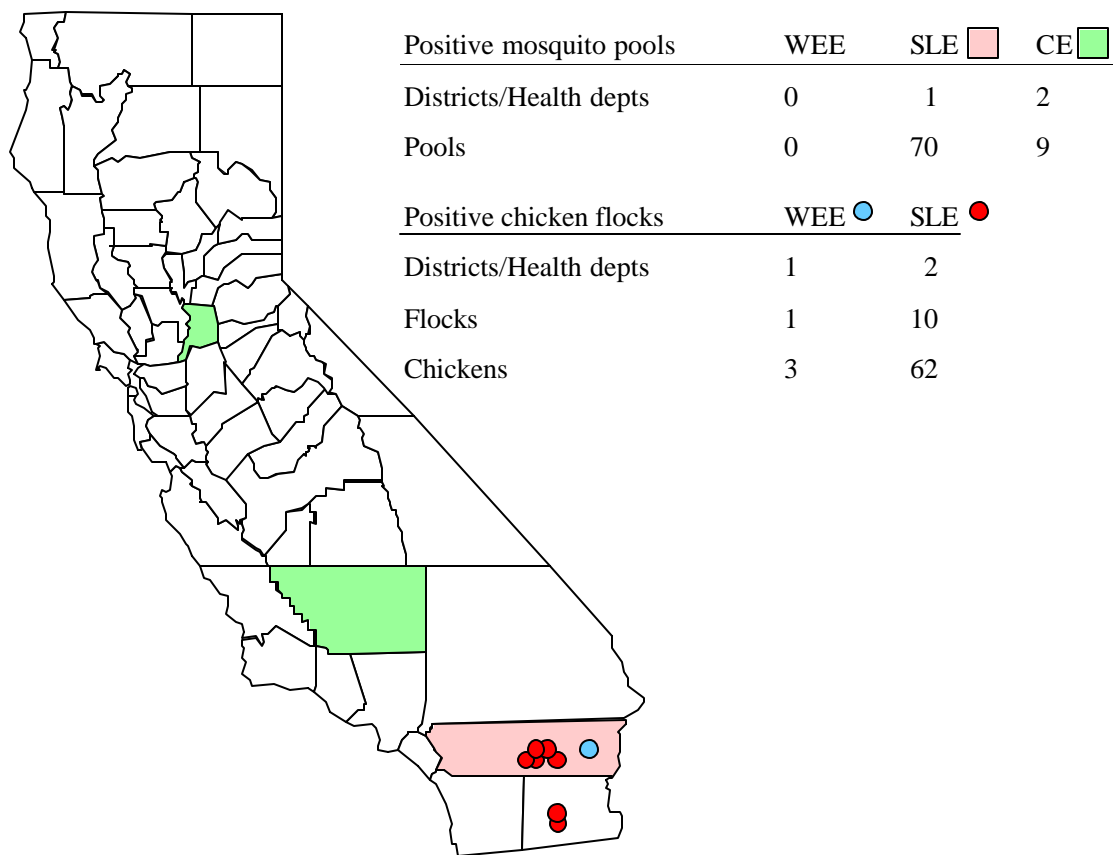 Positive mosquito pools WEE SLE CE
Districts/Health depts 0 1 2
Pools 0 70 9
Positive chicken flocks WEE SLE
Districts/Health depts 1 2
Flocks 1 10
Chickens 3 62